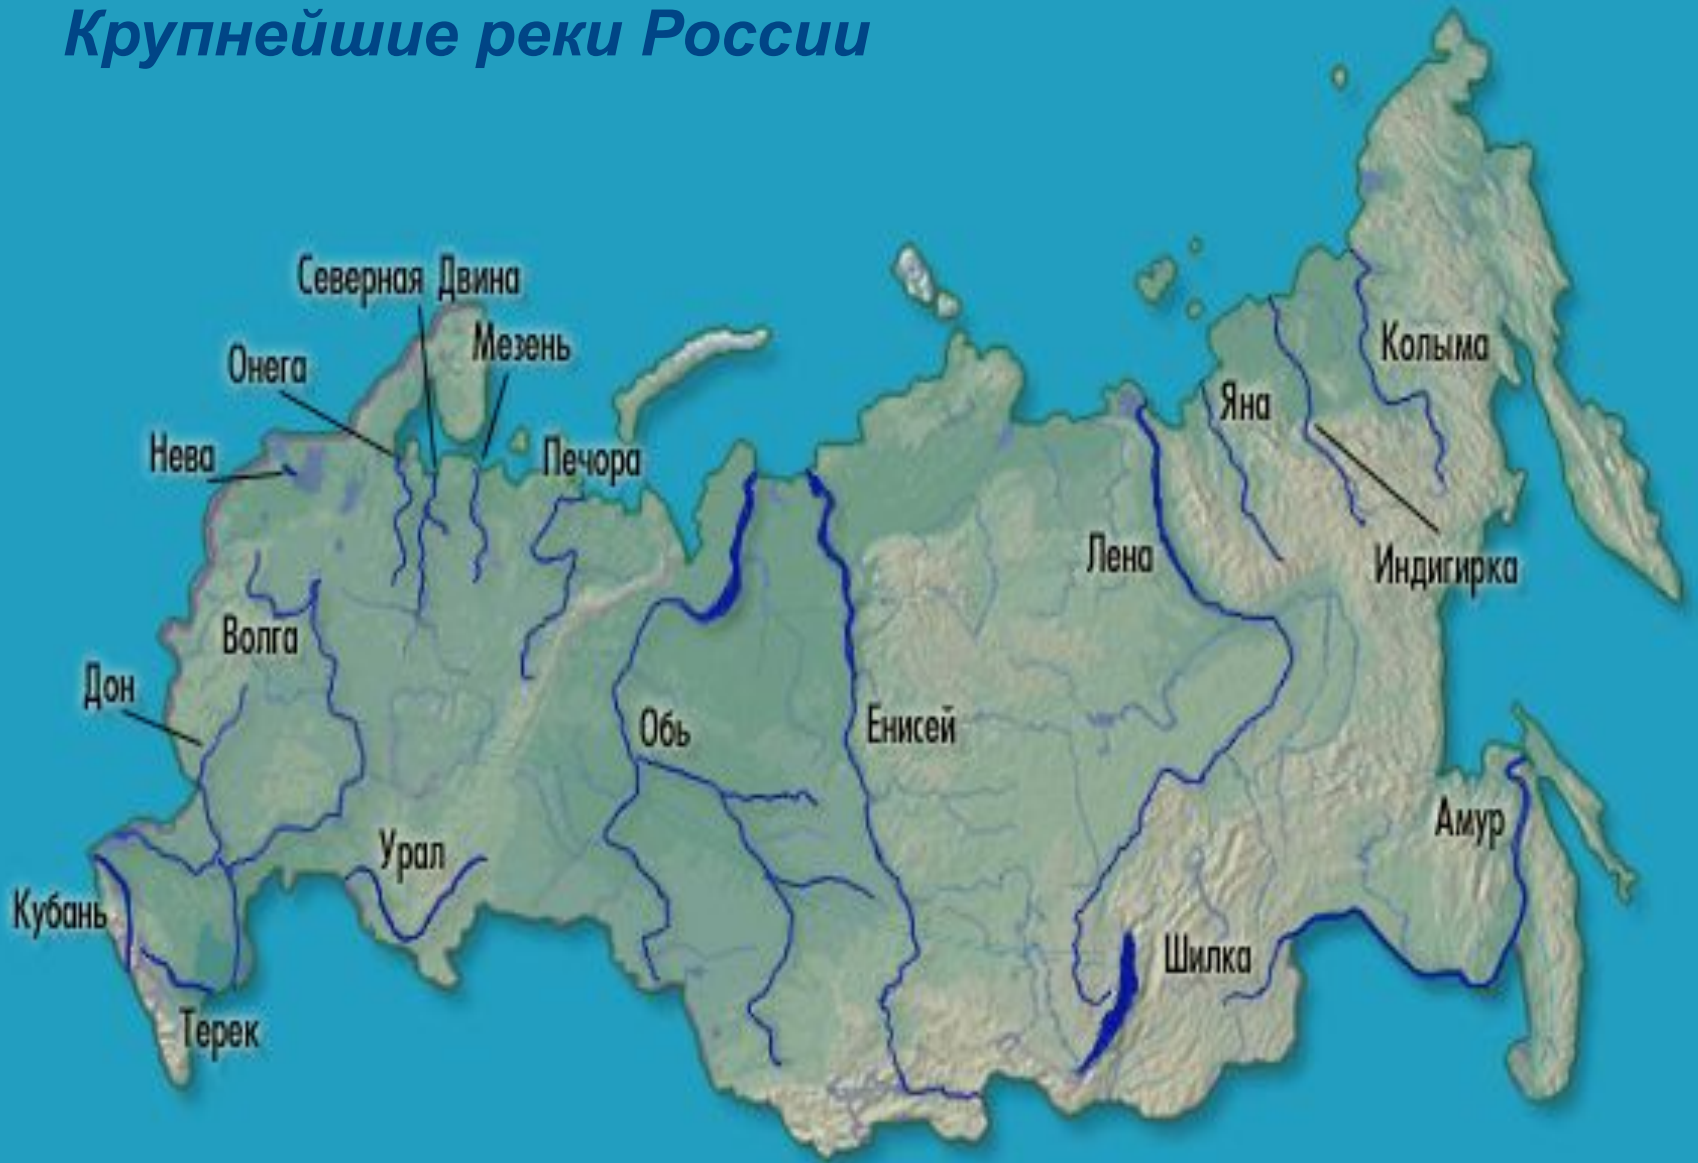 Крупнейшие реки России
Северная Двина
Мезень
Онега
Нева
Печора
Колыма
Яна
Лена
Индигирка
Волга
Дон
Обь
Енисей
Амур
Урал
Кубань
Шилка
Терек